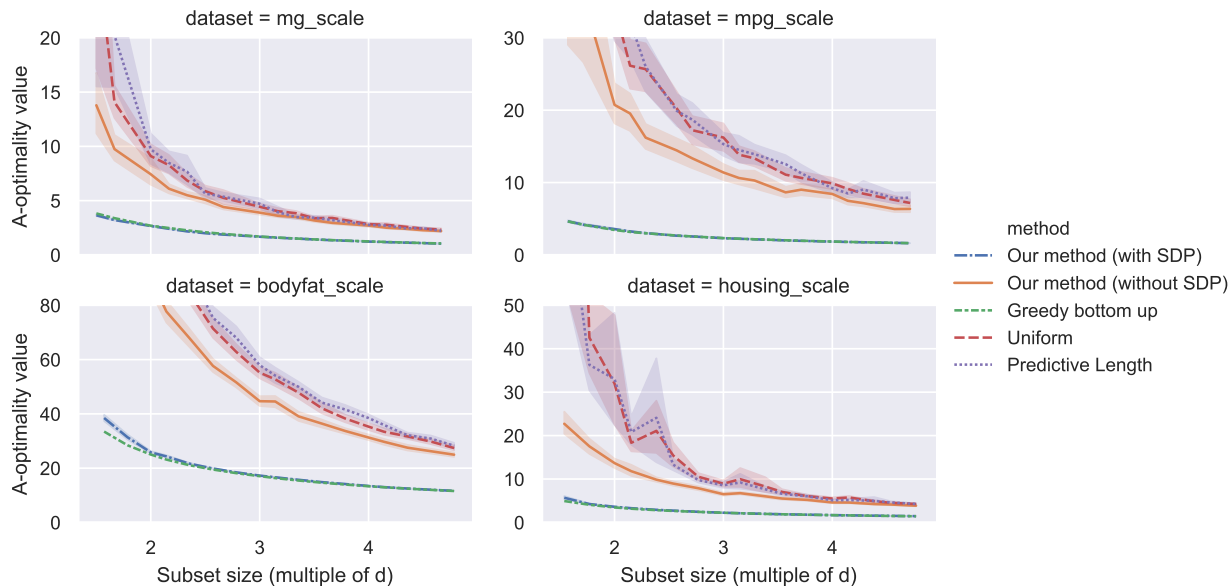 dataset = mg_scale
dataset = mpg_scale
A-optimality value
20
15
10
5
0
30
20
10
0
dataset = bodyfat_scale
dataset = housing_scale
A-optimality value
80
60
40
20
0
50
40
30
20
10
0
2 3 4
2 3 4
Subset size (multiple of d)
Subset size (multiple of d)
method
Our method (with SDP)
Our method (without SDP)
Greedy bottom up
Uniform
Predictive Length